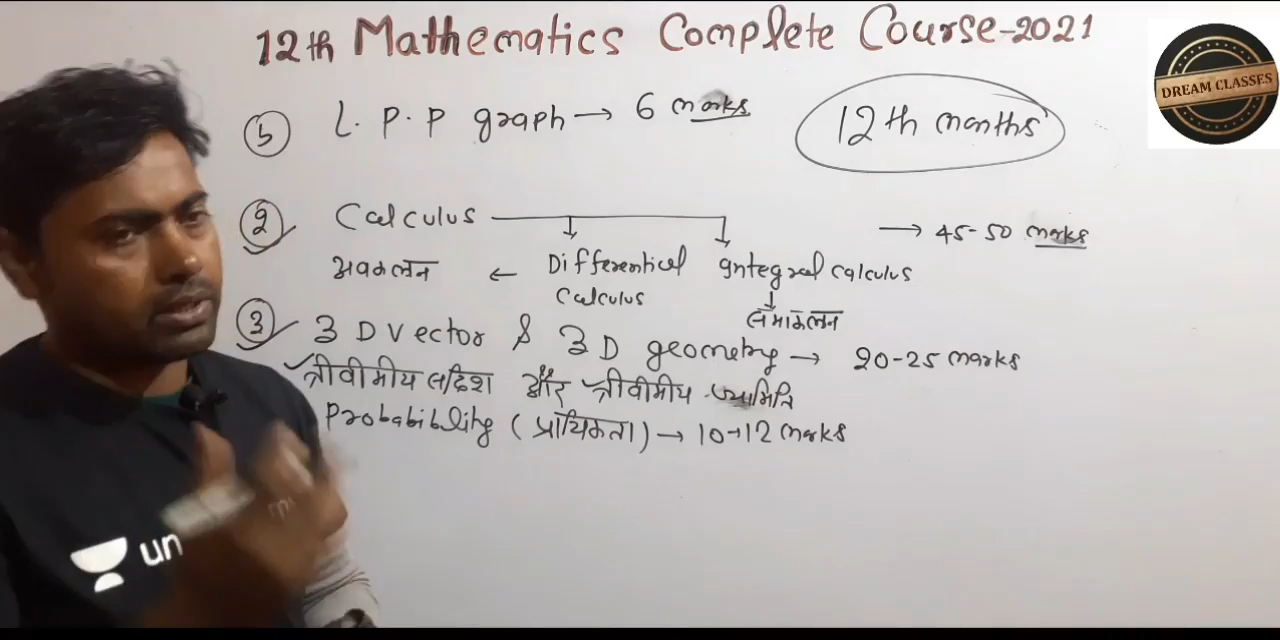 12th Mathematics Complete Course-2021
DREAM CLASSES
5 L.P.P graph → 6 marks
12th months
2 Calculus → 45-50 marks
अवकलन ← Differential Calculus
Integral calculus
समाकलन
3 3D Vector & 3D geometry → 20-25 marks
त्रीवीमीय सदिश और त्रीवीमीय ज्यामिति
Probability (प्रायिकता) → 10-12 marks
un